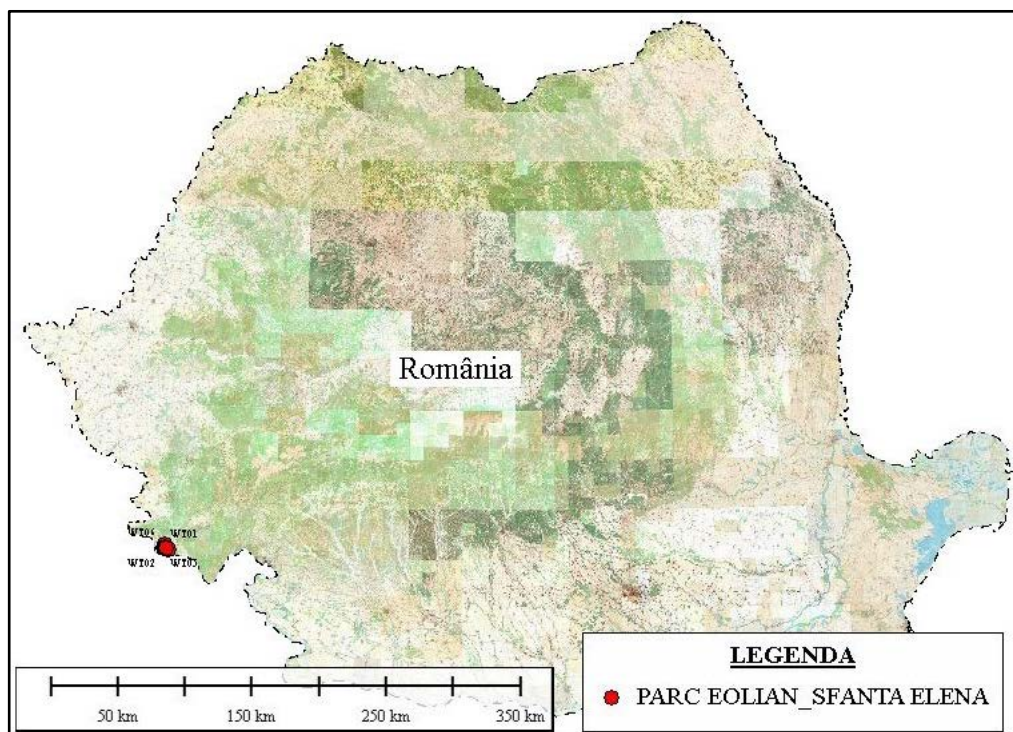 România
WT04 WT01
WT02 WT03
LEGENDA
PARC EOLIAN_SFANTA ELENA
50 km 150 km 250 km 350 km